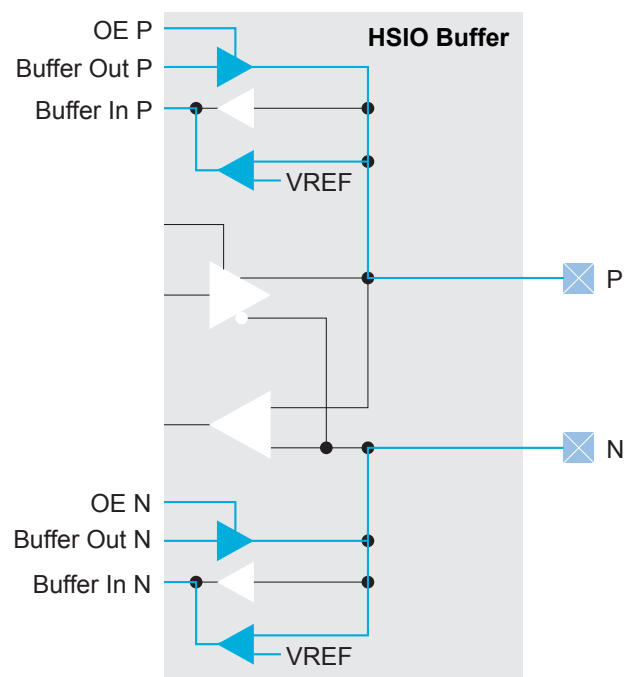 OE P
HSIO Buffer
Buffer Out P
Buffer In P
VREF
P
N
OE N
Buffer Out N
Buffer In N
VREF